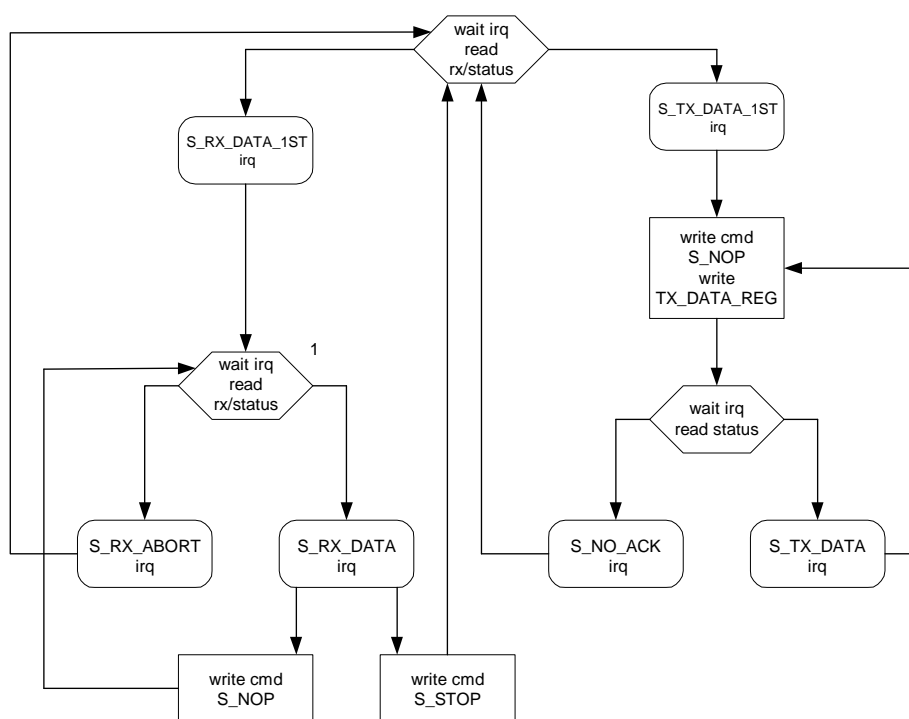 wait irq
read
rx/status
S_RX_DATA_1ST
irq
S_TX_DATA_1ST
irq
write cmd
S_NOP
write
TX_DATA_REG
1
wait irq
read
rx/status
wait irq
read status
S_RX_ABORT
irq
S_RX_DATA
irq
S_NO_ACK
irq
S_TX_DATA
irq
write cmd
S_NOP
write cmd
S_STOP